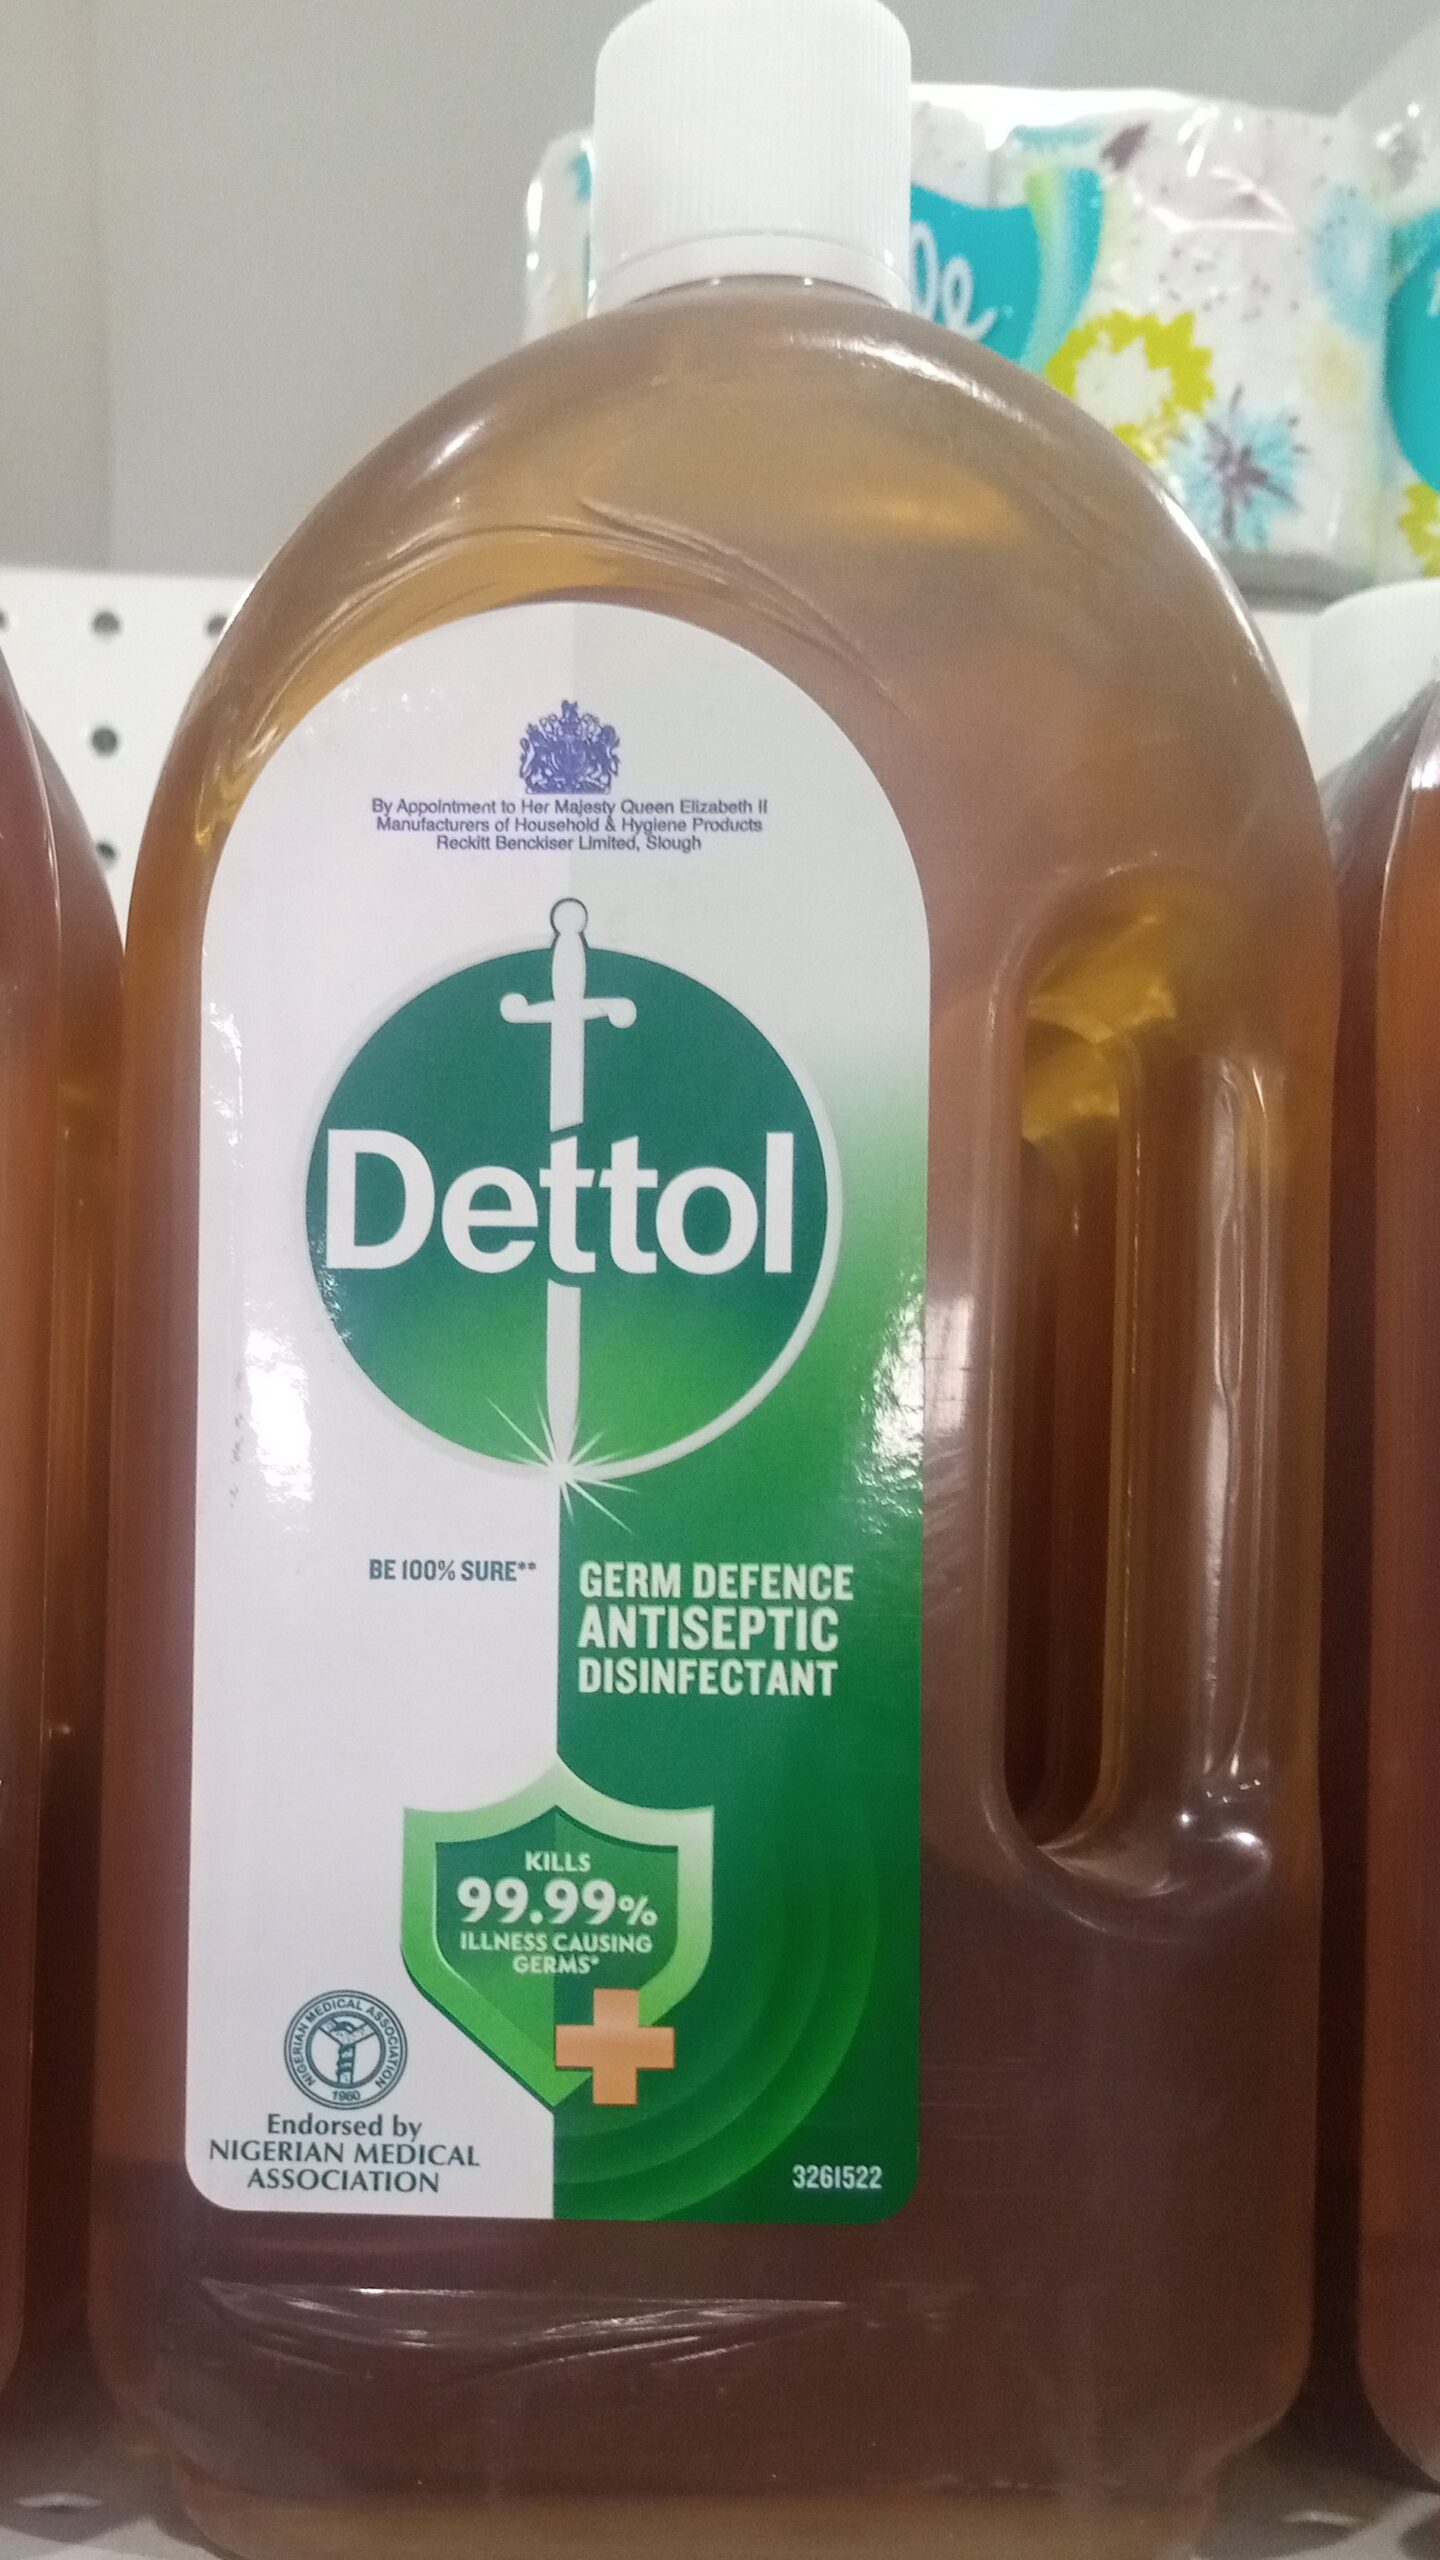 By Appointment to Her Majesty Queen Elizabeth II
Manufacturers of Household & Hygiene Products
Reckitt Benckiser Limited, Slough
Dettol
BE 100% SURE**
GERM DEFENCE
ANTISEPTIC
DISINFECTANT
KILLS
99.99%
ILLNESS CAUSING
GERMS*
NIGERIAN MEDICAL ASSOCIATION
1960
Endorsed by
NIGERIAN MEDICAL
ASSOCIATION
3261522